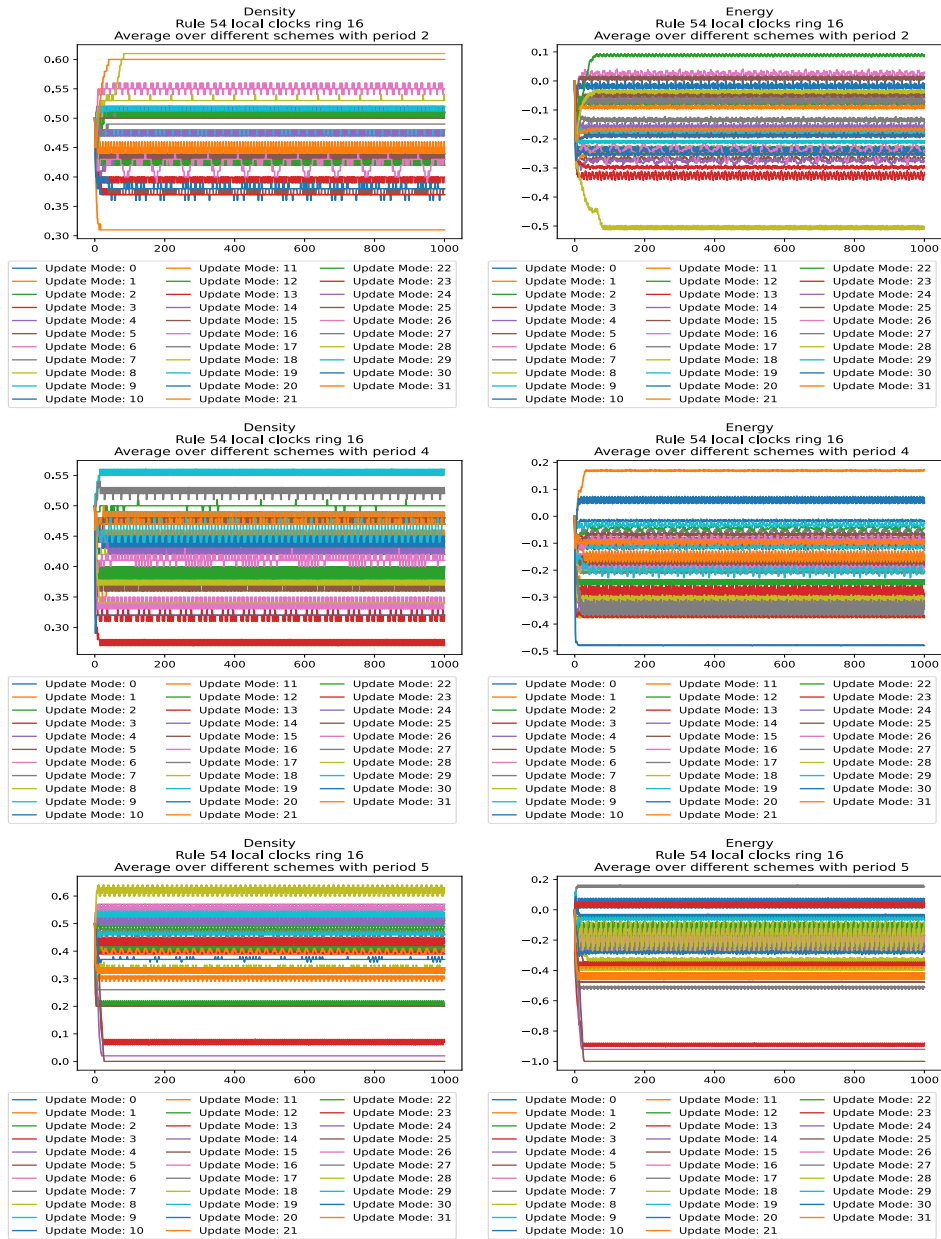 Density
Rule 54 local clocks ring 16
Average over different schemes with period 2
0.60
0.55
0.50
0.45
0.40
0.35
0.30
0 200 400 600 800 1000
Update Mode: 0 Update Mode: 11 Update Mode: 22
Update Mode: 1 Update Mode: 12 Update Mode: 23
Update Mode: 2 Update Mode: 13 Update Mode: 24
Update Mode: 3 Update Mode: 14 Update Mode: 25
Update Mode: 4 Update Mode: 15 Update Mode: 26
Update Mode: 5 Update Mode: 16 Update Mode: 27
Update Mode: 6 Update Mode: 17 Update Mode: 28
Update Mode: 7 Update Mode: 18 Update Mode: 29
Update Mode: 8 Update Mode: 19 Update Mode: 30
Update Mode: 9 Update Mode: 20 Update Mode: 31
Update Mode: 10 Update Mode: 21
Energy
Rule 54 local clocks ring 16
Average over different schemes with period 2
0.1
0.0
−0.1
−0.2
−0.3
−0.4
−0.5
0 200 400 600 800 1000
Update Mode: 0 Update Mode: 11 Update Mode: 22
Update Mode: 1 Update Mode: 12 Update Mode: 23
Update Mode: 2 Update Mode: 13 Update Mode: 24
Update Mode: 3 Update Mode: 14 Update Mode: 25
Update Mode: 4 Update Mode: 15 Update Mode: 26
Update Mode: 5 Update Mode: 16 Update Mode: 27
Update Mode: 6 Update Mode: 17 Update Mode: 28
Update Mode: 7 Update Mode: 18 Update Mode: 29
Update Mode: 8 Update Mode: 19 Update Mode: 30
Update Mode: 9 Update Mode: 20 Update Mode: 31
Update Mode: 10 Update Mode: 21
Density
Rule 54 local clocks ring 16
Average over different schemes with period 4
0.55
0.50
0.45
0.40
0.35
0.30
0 200 400 600 800 1000
Update Mode: 0 Update Mode: 11 Update Mode: 22
Update Mode: 1 Update Mode: 12 Update Mode: 23
Update Mode: 2 Update Mode: 13 Update Mode: 24
Update Mode: 3 Update Mode: 14 Update Mode: 25
Update Mode: 4 Update Mode: 15 Update Mode: 26
Update Mode: 5 Update Mode: 16 Update Mode: 27
Update Mode: 6 Update Mode: 17 Update Mode: 28
Update Mode: 7 Update Mode: 18 Update Mode: 29
Update Mode: 8 Update Mode: 19 Update Mode: 30
Update Mode: 9 Update Mode: 20 Update Mode: 31
Update Mode: 10 Update Mode: 21
Energy
Rule 54 local clocks ring 16
Average over different schemes with period 4
0.2
0.1
0.0
−0.1
−0.2
−0.3
−0.4
−0.5
0 200 400 600 800 1000
Update Mode: 0 Update Mode: 11 Update Mode: 22
Update Mode: 1 Update Mode: 12 Update Mode: 23
Update Mode: 2 Update Mode: 13 Update Mode: 24
Update Mode: 3 Update Mode: 14 Update Mode: 25
Update Mode: 4 Update Mode: 15 Update Mode: 26
Update Mode: 5 Update Mode: 16 Update Mode: 27
Update Mode: 6 Update Mode: 17 Update Mode: 28
Update Mode: 7 Update Mode: 18 Update Mode: 29
Update Mode: 8 Update Mode: 19 Update Mode: 30
Update Mode: 9 Update Mode: 20 Update Mode: 31
Update Mode: 10 Update Mode: 21
Density
Rule 54 local clocks ring 16
Average over different schemes with period 5
0.6
0.5
0.4
0.3
0.2
0.1
0.0
0 200 400 600 800 1000
Update Mode: 0 Update Mode: 11 Update Mode: 22
Update Mode: 1 Update Mode: 12 Update Mode: 23
Update Mode: 2 Update Mode: 13 Update Mode: 24
Update Mode: 3 Update Mode: 14 Update Mode: 25
Update Mode: 4 Update Mode: 15 Update Mode: 26
Update Mode: 5 Update Mode: 16 Update Mode: 27
Update Mode: 6 Update Mode: 17 Update Mode: 28
Update Mode: 7 Update Mode: 18 Update Mode: 29
Update Mode: 8 Update Mode: 19 Update Mode: 30
Update Mode: 9 Update Mode: 20 Update Mode: 31
Update Mode: 10 Update Mode: 21
Energy
Rule 54 local clocks ring 16
Average over different schemes with period 5
0.2
0.0
−0.2
−0.4
−0.6
−0.8
−1.0
0 200 400 600 800 1000
Update Mode: 0 Update Mode: 11 Update Mode: 22
Update Mode: 1 Update Mode: 12 Update Mode: 23
Update Mode: 2 Update Mode: 13 Update Mode: 24
Update Mode: 3 Update Mode: 14 Update Mode: 25
Update Mode: 4 Update Mode: 15 Update Mode: 26
Update Mode: 5 Update Mode: 16 Update Mode: 27
Update Mode: 6 Update Mode: 17 Update Mode: 28
Update Mode: 7 Update Mode: 18 Update Mode: 29
Update Mode: 8 Update Mode: 19 Update Mode: 30
Update Mode: 9 Update Mode: 20 Update Mode: 31
Update Mode: 10 Update Mode: 21